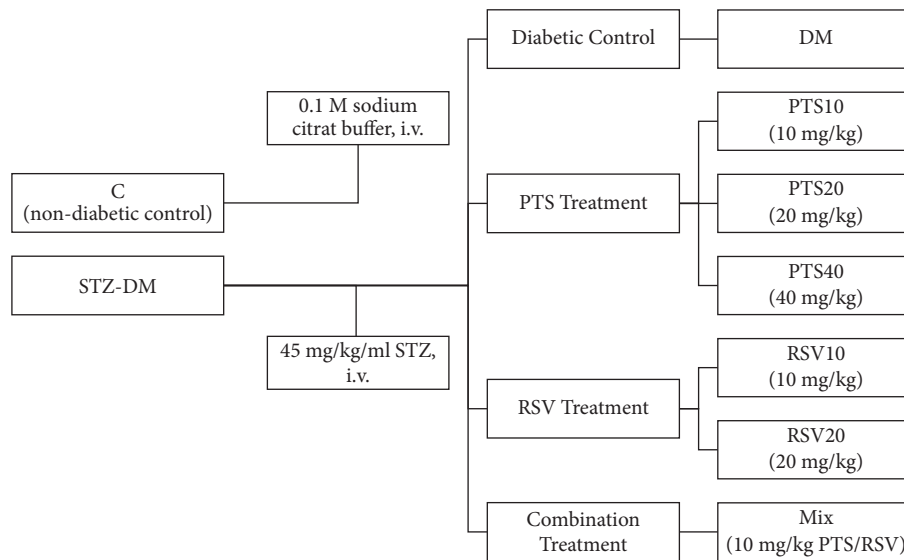 Diabetic Control
DM
0.1 M sodium
citrat buffer, i.v.
PTS10
(10 mg/kg)
C
(non-diabetic control)
PTS Treatment
PTS20
(20 mg/kg)
STZ-DM
PTS40
(40 mg/kg)
45 mg/kg/ml STZ,
i.v.
RSV10
(10 mg/kg)
RSV Treatment
RSV20
(20 mg/kg)
Combination
Treatment
Mix
(10 mg/kg PTS/RSV)